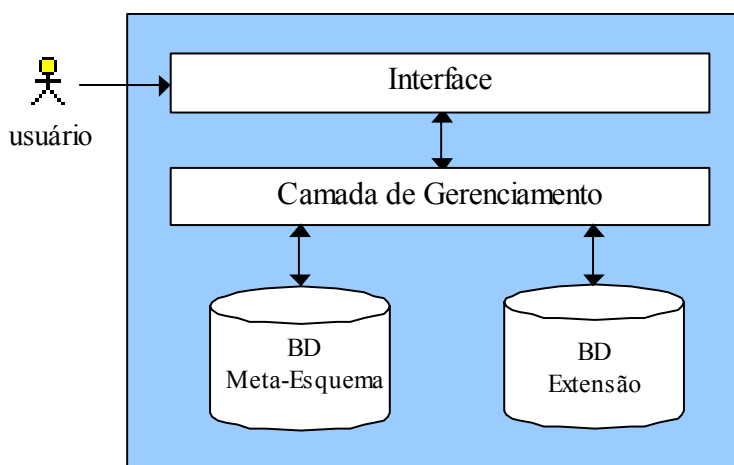 Interface
usuário
Camada de Gerenciamento
BD
Meta-Esquema
BD
Extensão